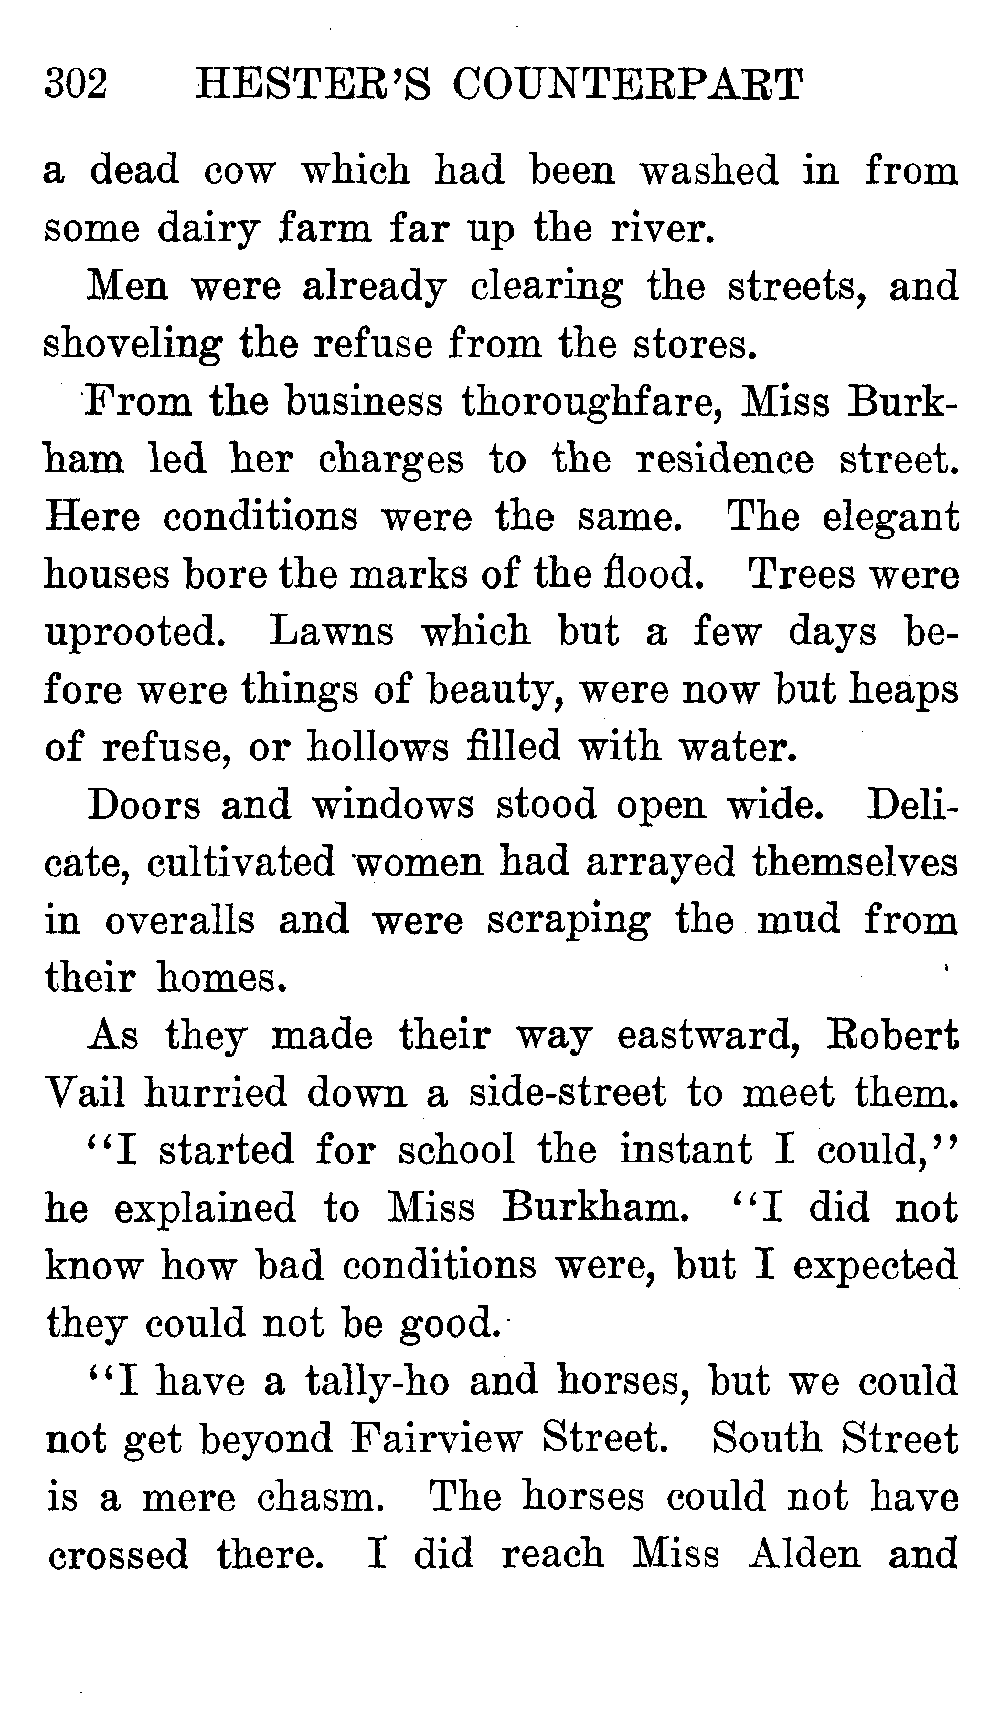 302 HESTER'S COUNTERPART
a dead cow which had been washed in from
some dairy farm far up the river.
Men were already clearing the streets, and
shoveling the refuse from the stores.
From the business thoroughfare, Miss Burk-
ham led her charges to the residence street.
Here conditions were the same. The elegant
houses bore the marks of the flood. Trees were
uprooted. Lawns which but a few days be-
fore were things of beauty, were now but heaps
of refuse, or hollows filled with water.
Doors and windows stood open wide. Deli-
cate, cultivated women had arrayed themselves
in overalls and were scraping the mud from
their homes.
As they made their way eastward, Robert
Vail hurried down a side-street to meet them.
"I started for school the instant I could,"
he explained to Miss Burkham. "I did not
know how bad conditions were, but I expected
they could not be good.
"I have a tally-ho and horses, but we could
not get beyond Fairview Street. South Street
is a mere chasm. The horses could not have
crossed there. I did reach Miss Alden and